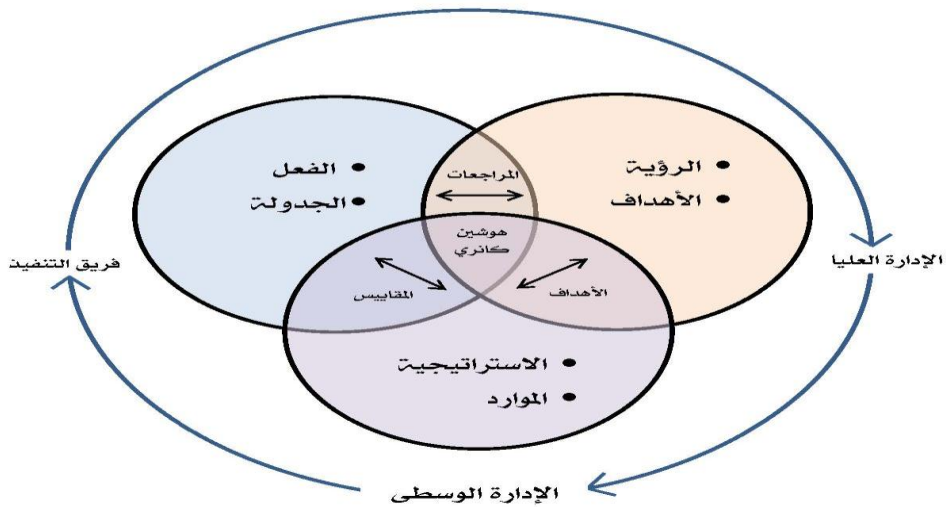 الرؤية
الأهداف
الفعل
الجدولة
المراجعات
هوشين
كانري
الإدارة العليا
فريق التنفيذ
الأهداف
المقاييس
الاستراتيجية
الموارد
الإدارة الوسطى